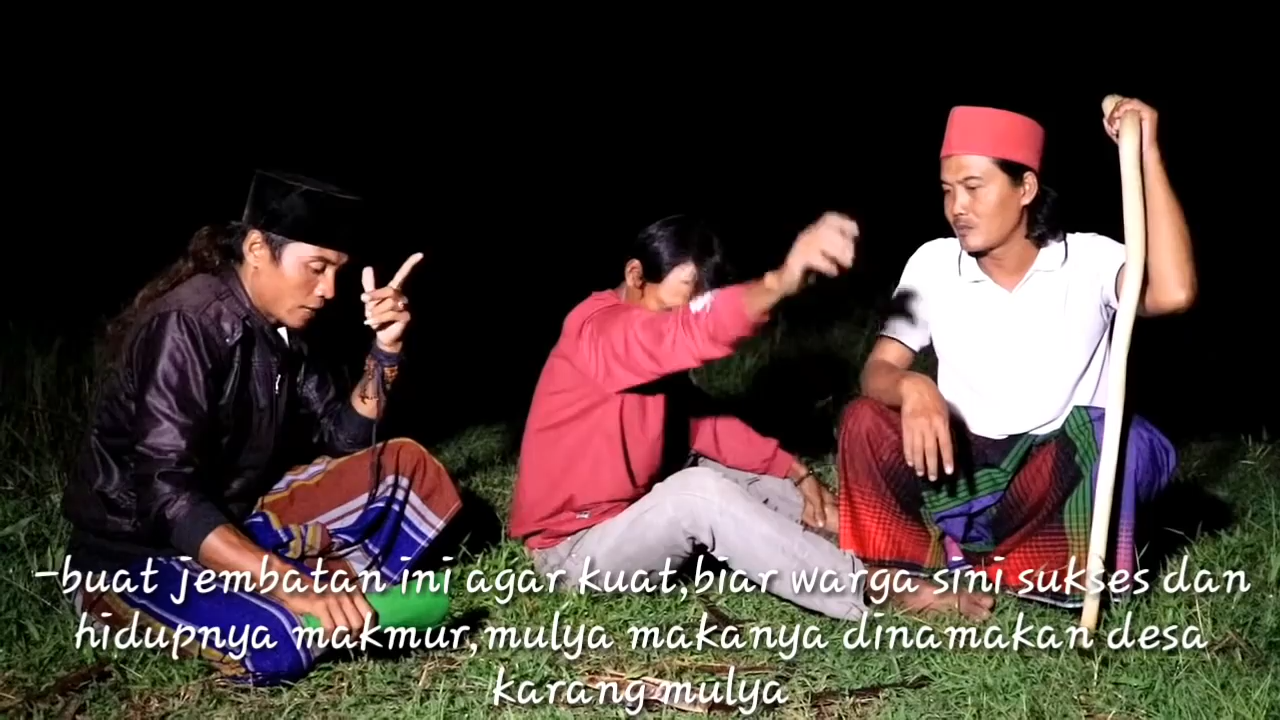 -buat jembatan ini agar kuat,biar warga sini sukses dan
hidupnya makmur,mulya makanya dinamakan desa
karang mulya